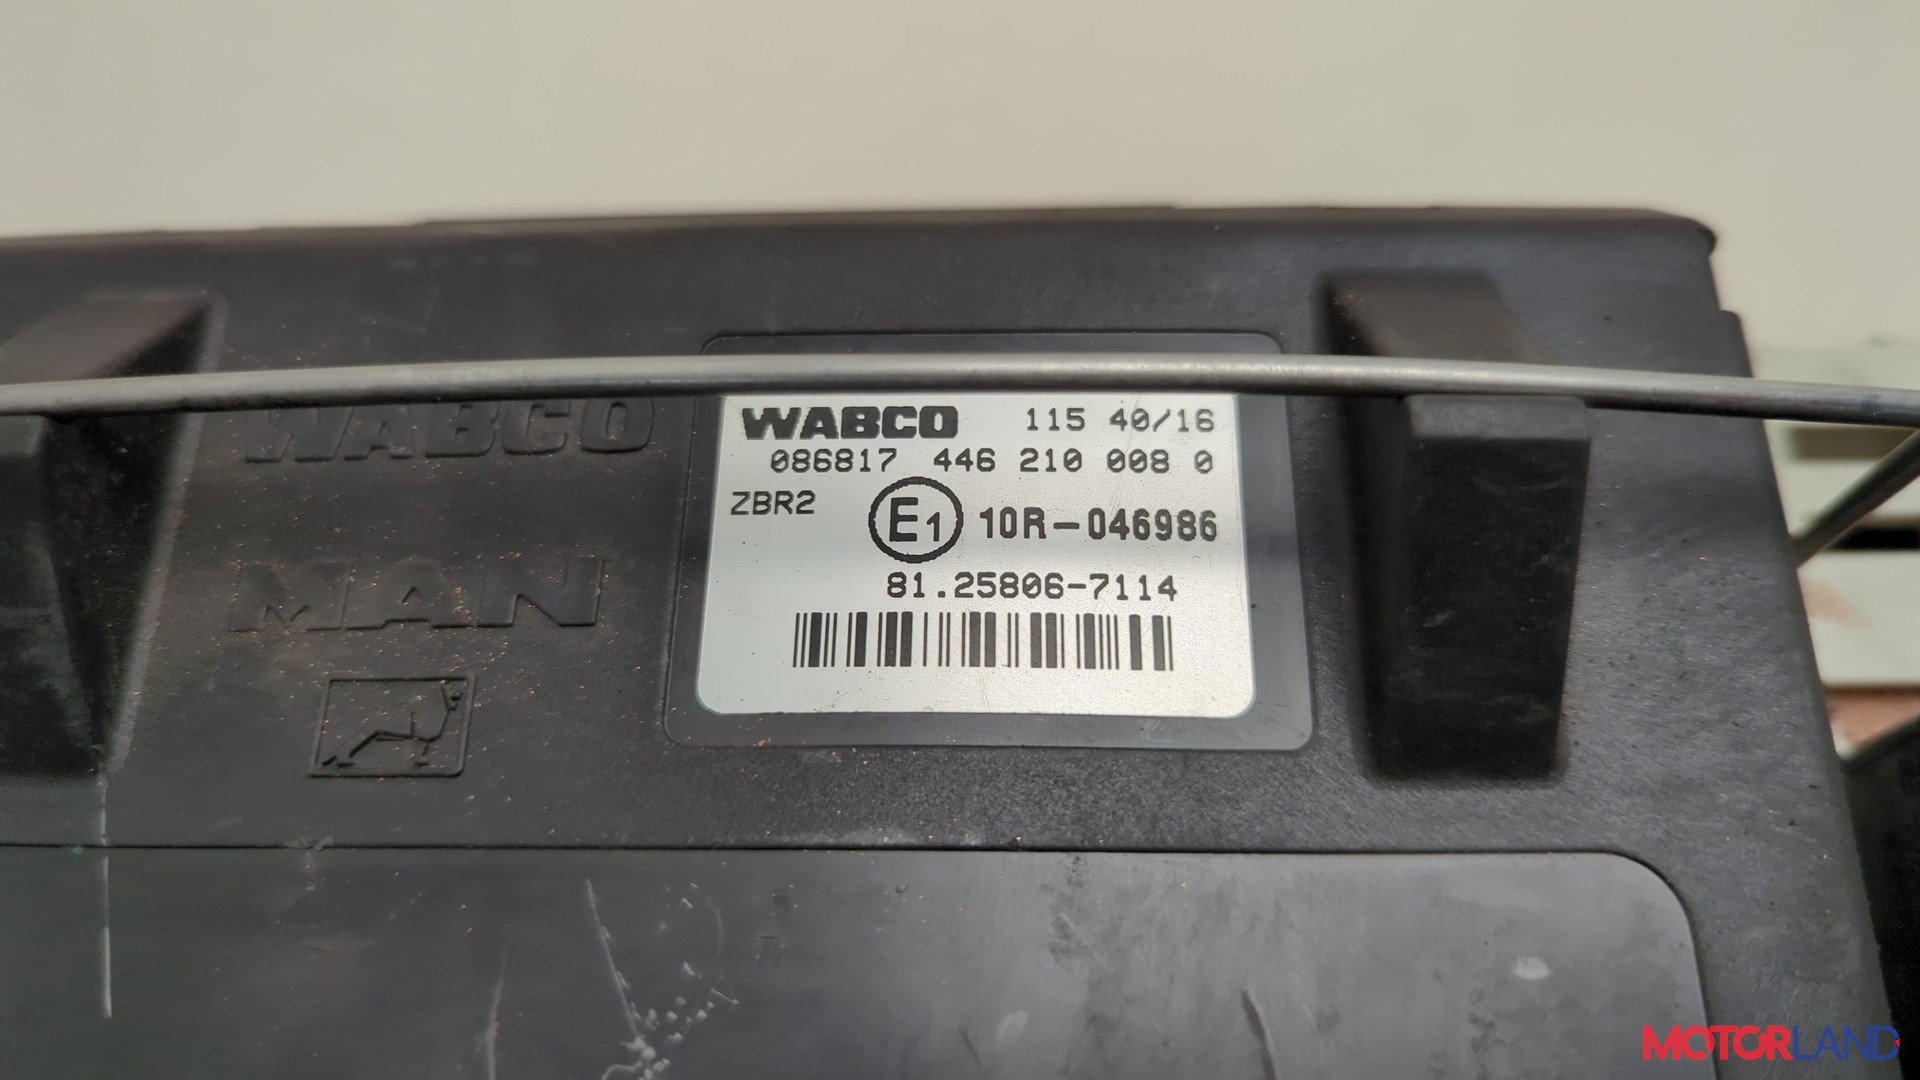 WABCO 115 40/16
086817 446 210 008 0
ZBR2 E1 10R-046986
81.25806-7114
WABCO
MAN
MOTORLAND